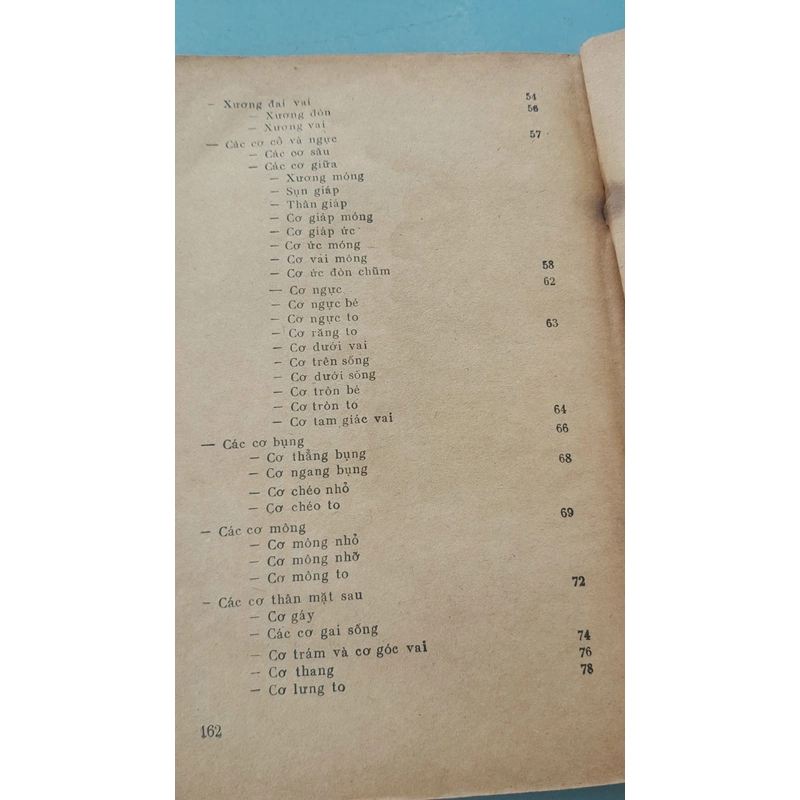 – Xương đai vai 54
– Xương đòn 56
– Xương vai
— Các cơ cổ và ngực 57
– Các cơ sâu
– Các cơ giữa
– Xương móng
– Sụn giáp
– Thân giáp
– Cơ giáp móng
– Cơ giáp ức
– Cơ ức móng
– Cơ vai móng
– Cơ ức đòn chũm 58
— Cơ ngực 62
– Cơ ngực bé
– Cơ ngực to
– Cơ răng to 63
– Cơ dưới vai
– Cơ trên sống
– Cơ dưới sống
– Cơ tròn bé
– Cơ tròn to
– Cơ tam giác vai 64
— Các cơ bụng 66
– Cơ thẳng bụng
– Cơ ngang bụng 68
– Cơ chéo nhỏ
– Cơ chéo to
— Các cơ mông 69
– Cơ mông nhỏ
– Cơ mông nhỡ
– Cơ mông to
– Các cơ thân mặt sau 72
– Cơ gáy
– Các cơ gai sống
– Cơ trám và cơ góc vai 74
– Cơ thang 76
– Cơ lưng to 78
162